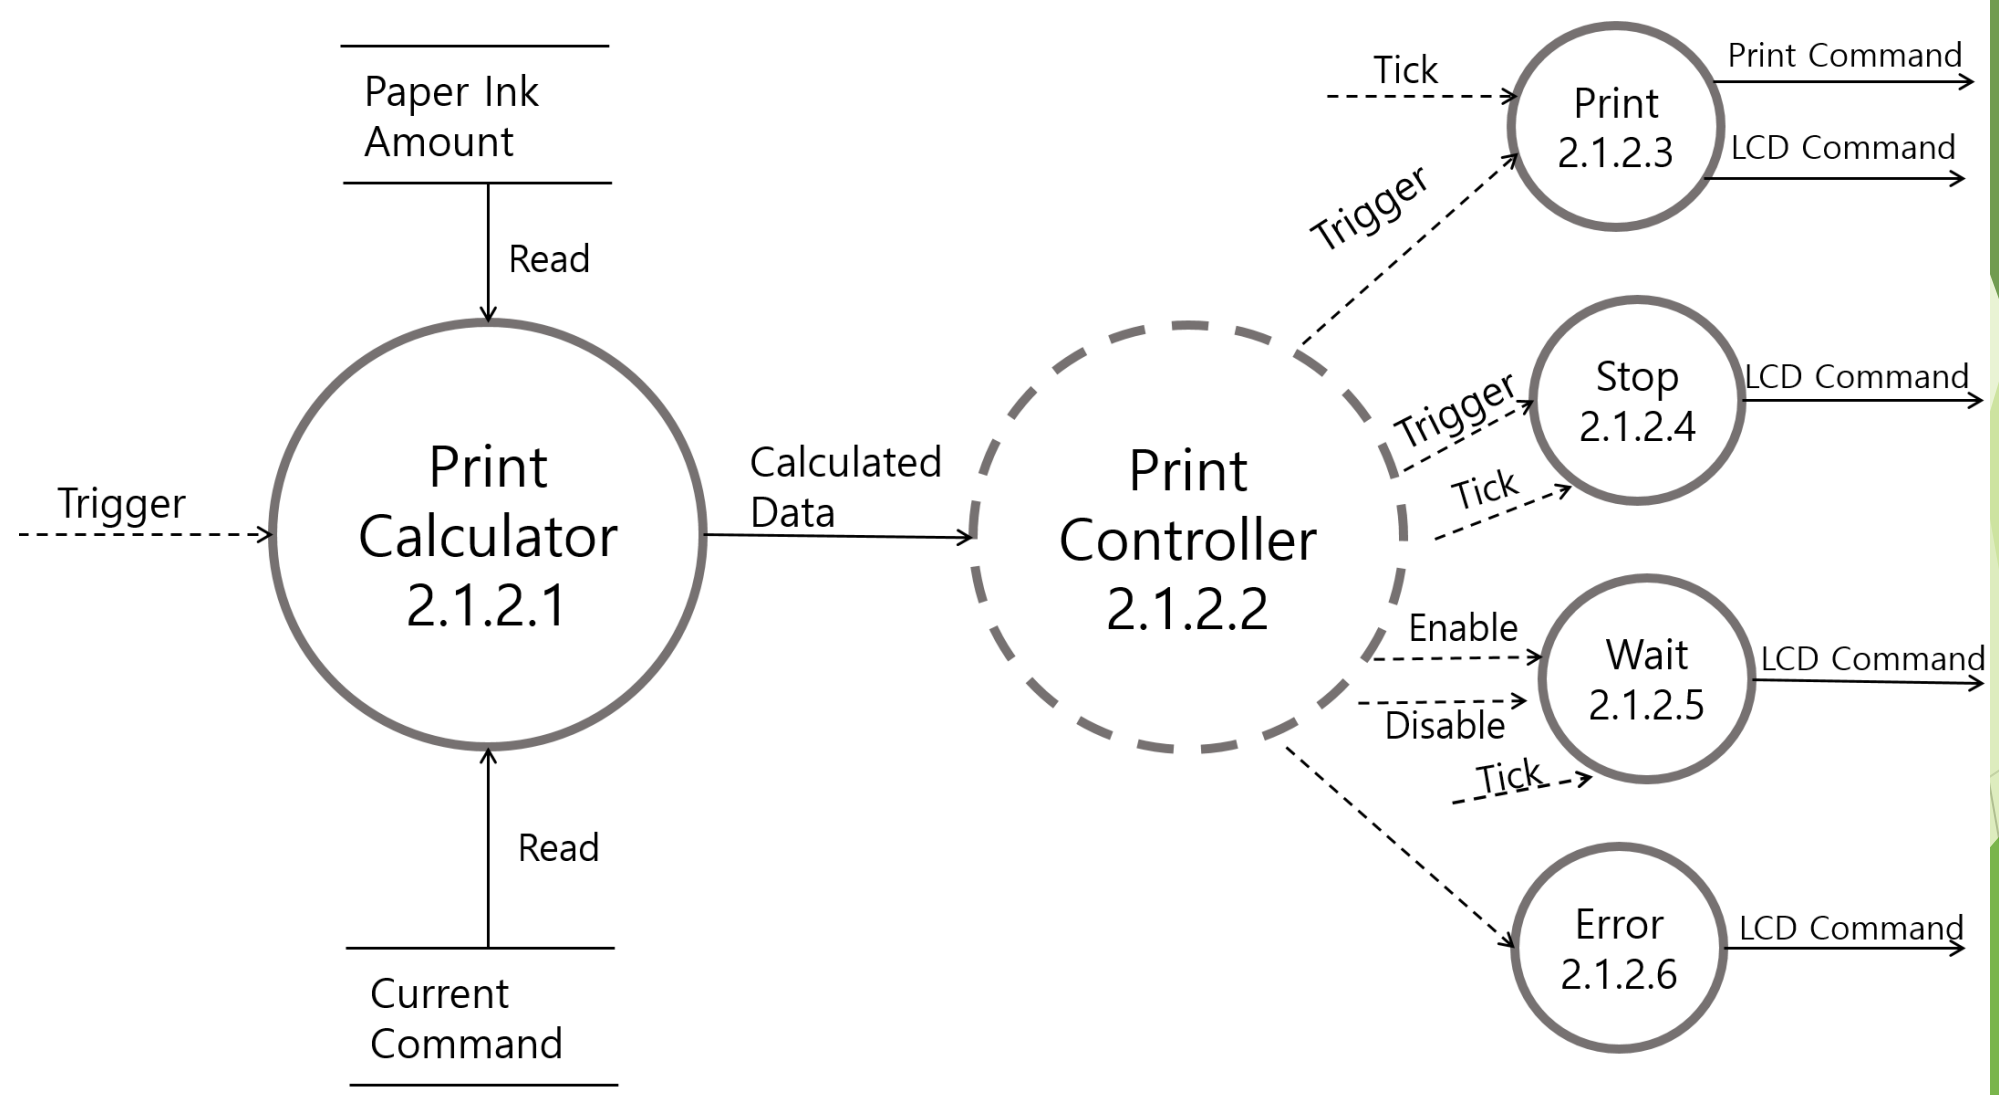 Paper Ink
Amount
Read
Trigger
Print
Calculator
2.1.2.1
Calculated
Data
Read
Current
Command
Print
Controller
2.1.2.2
Tick
Trigger
Print
2.1.2.3
Print Command
LCD Command
Trigger
Tick
Stop
2.1.2.4
LCD Command
Enable
Disable
Tick
Wait
2.1.2.5
LCD Command
Error
2.1.2.6
LCD Command